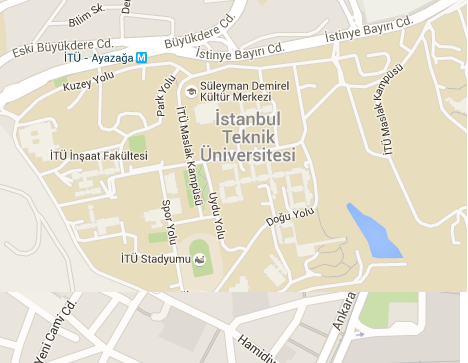 Bilim Sk.
Büyükdere Cd.
Eski Büyükdere Cd.
İstinye Bayırı Cd.
İstinye Bayırı Cd.
İTÜ - Ayazağa M
Kuzey Yolu
Park Yolu
Süleyman Demirel
Kültür Merkezi
İTÜ Maslak Kampüsü
İTÜ Maslak Kampüsü
İstanbul
Teknik
Üniversitesi
İTÜ İnşaat Fakültesi
Spor Yolu
Uydu Yolu
Doğu Yolu
İTÜ Stadyumu
Yeni Cami Cd.
Hamidiy
Ankara